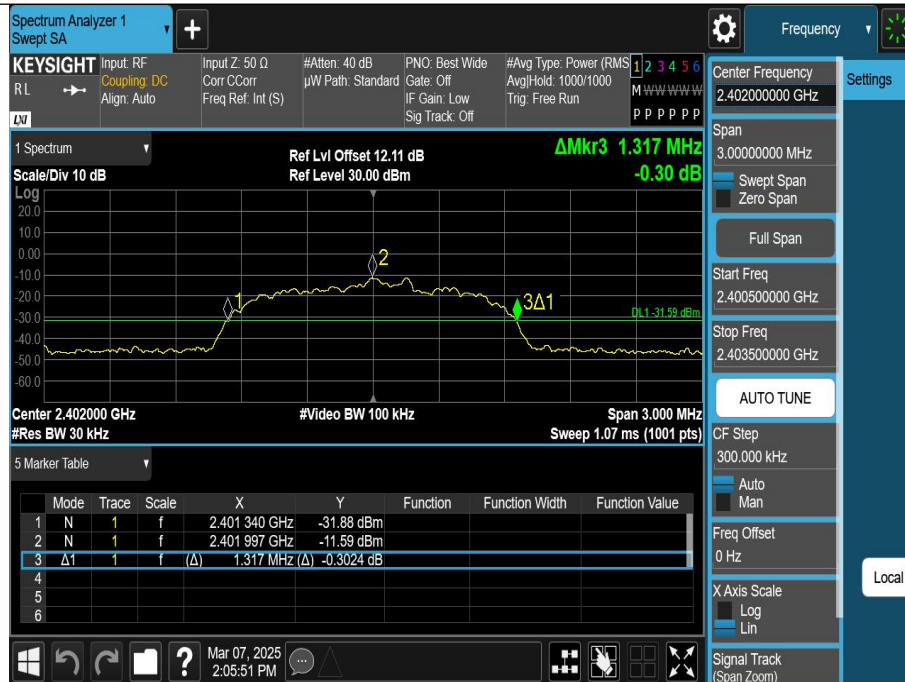 Spectrum Analyzer 1
Swept SA
+
Frequency
KEYSIGHT
RL
LXI
Input: RF
Coupling: DC
Align: Auto
Input Z: 50 Ω
Corr CCorr
Freq Ref: Int (S)
#Atten: 40 dB
µW Path: Standard
PNO: Best Wide
Gate: Off
IF Gain: Low
Sig Track: Off
#Avg Type: Power (RMS
Avg|Hold: 1000/1000
Trig: Free Run
1 2 3 4 5 6
M W W W W W
P P P P P P
1 Spectrum
Scale/Div 10 dB
Ref Lvl Offset 12.11 dB
Ref Level 30.00 dBm
ΔMkr3 1.317 MHz
-0.30 dB
Log
20.0
10.0
0.00
-10.0
-20.0
-30.0
-40.0
-50.0
-60.0
1
2
3Δ1
DL1 -31.59 dBm
Center 2.402000 GHz
#Video BW 100 kHz
Span 3.000 MHz
#Res BW 30 kHz
Sweep 1.07 ms (1001 pts)
5 Marker Table
Mode Trace Scale X Y Function Function Width Function Value
1 N 1 f 2.401 340 GHz -31.88 dBm
2 N 1 f 2.401 997 GHz -11.59 dBm
3 Δ1 1 f (Δ) 1.317 MHz (Δ) -0.3024 dB
4
5
6
?
Mar 07, 2025
2:05:51 PM
Center Frequency
2.402000000 GHz
Span
3.00000000 MHz
Swept Span
Zero Span
Full Span
Start Freq
2.400500000 GHz
Stop Freq
2.403500000 GHz
AUTO TUNE
CF Step
300.000 kHz
Auto
Man
Freq Offset
0 Hz
X Axis Scale
Log
Lin
Signal Track
(Span Zoom)
Settings
Local